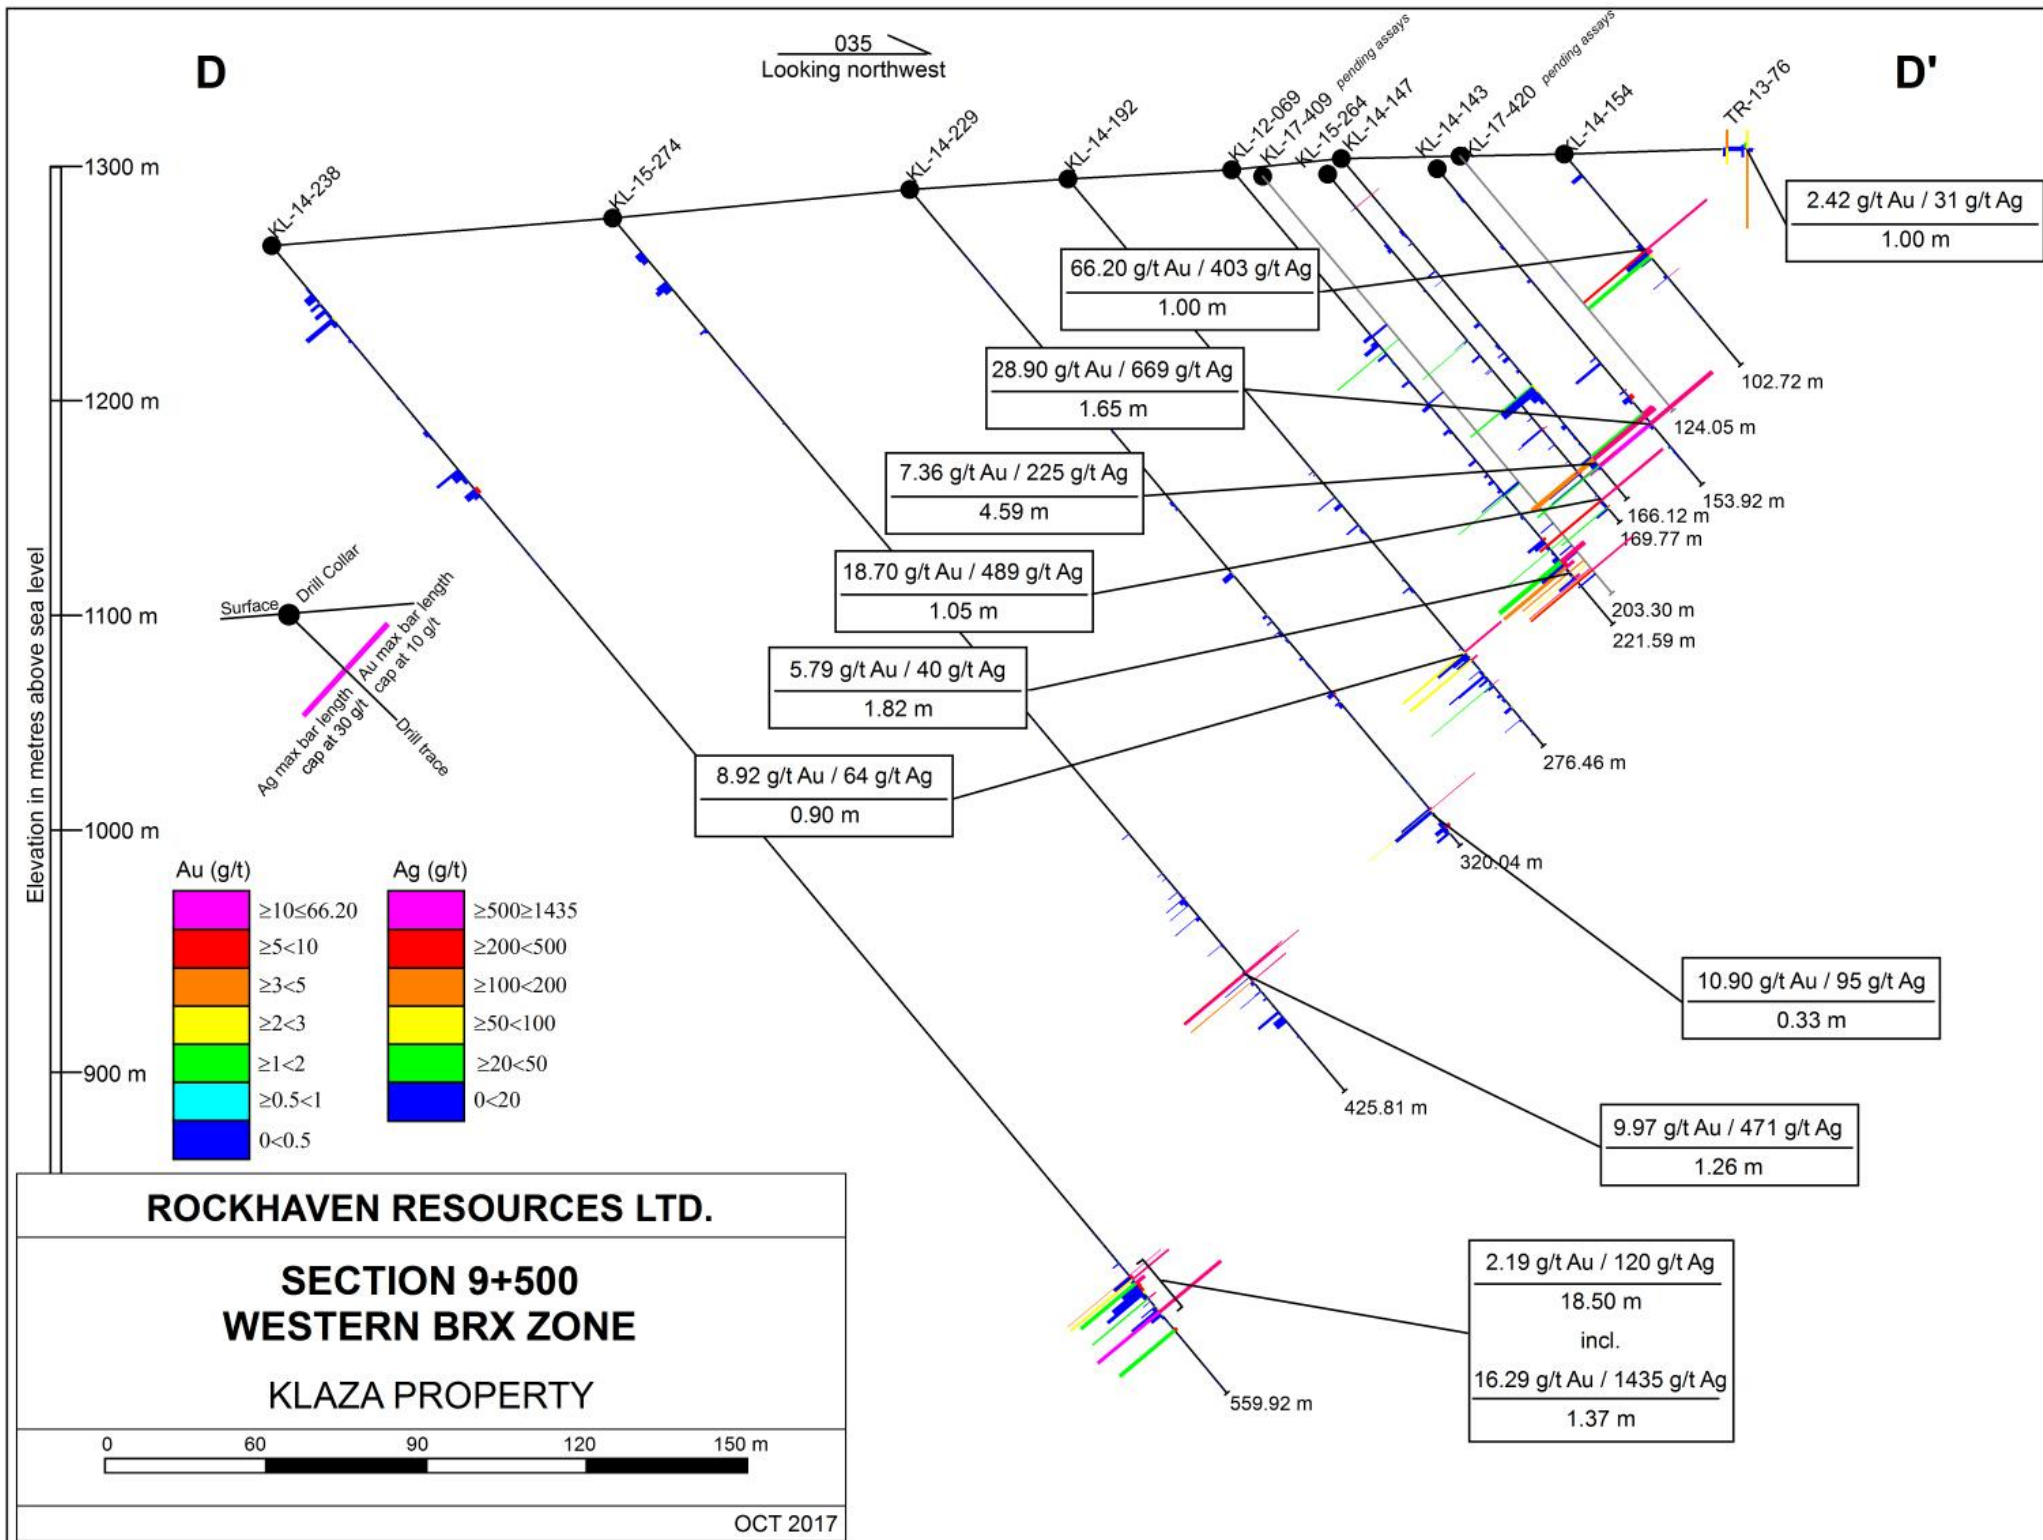 D
035
Looking northwest
D'
KL-14-238
KL-15-274
KL-14-229
KL-14-192
KL-12-069
KL-17-409 pending assays
KL-15-264
KL-14-147
KL-14-143
KL-17-420 pending assays
KL-14-154
TR-13-76
Elevation in metres above sea level
1300 m
1200 m
1100 m
1000 m
900 m
2.42 g/t Au / 31 g/t Ag
1.00 m
66.20 g/t Au / 403 g/t Ag
1.00 m
28.90 g/t Au / 669 g/t Ag
1.65 m
7.36 g/t Au / 225 g/t Ag
4.59 m
18.70 g/t Au / 489 g/t Ag
1.05 m
5.79 g/t Au / 40 g/t Ag
1.82 m
8.92 g/t Au / 64 g/t Ag
0.90 m
10.90 g/t Au / 95 g/t Ag
0.33 m
9.97 g/t Au / 471 g/t Ag
1.26 m
2.19 g/t Au / 120 g/t Ag
18.50 m
incl.
16.29 g/t Au / 1435 g/t Ag
1.37 m
102.72 m
124.05 m
153.92 m
166.12 m
169.77 m
203.30 m
221.59 m
276.46 m
320.04 m
425.81 m
559.92 m
Surface
Drill Collar
Au max bar length
cap at 10 g/t
Ag max bar length
cap at 30 g/t
Drill trace
Au (g/t)
≥10≤66.20
≥5<10
≥3<5
≥2<3
≥1<2
≥0.5<1
0<0.5
Ag (g/t)
≥500≥1435
≥200<500
≥100<200
≥50<100
≥20<50
0<20
ROCKHAVEN RESOURCES LTD.
SECTION 9+500
WESTERN BRX ZONE
KLAZA PROPERTY
0 60 90 120 150 m
OCT 2017